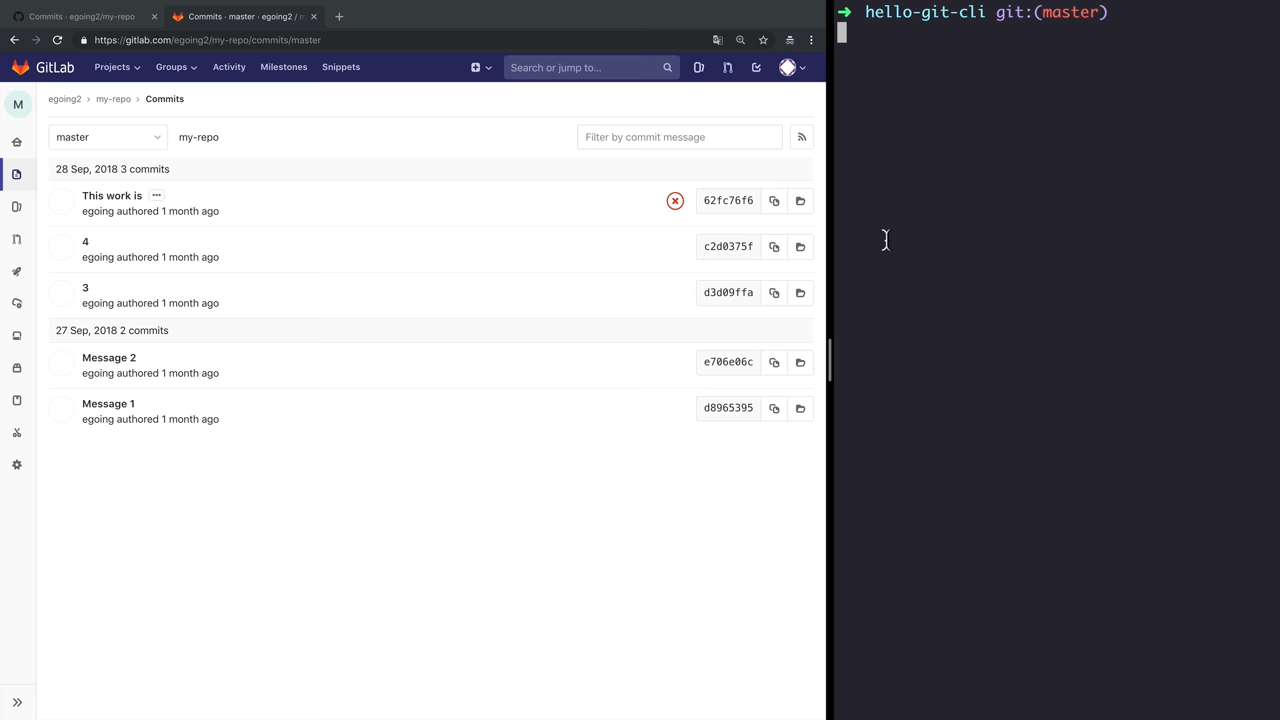 Commits · egoing2/my-repo
Commits · master · egoing2 / m
https://gitlab.com/egoing2/my-repo/commits/master
GitLab
Projects
Groups
Activity
Milestones
Snippets
Search or jump to...
M
egoing2 › my-repo › Commits
master
my-repo
Filter by commit message
28 Sep, 2018 3 commits
This work is
egoing authored 1 month ago
62fc76f6
4
egoing authored 1 month ago
c2d0375f
3
egoing authored 1 month ago
d3d09ffa
27 Sep, 2018 2 commits
Message 2
egoing authored 1 month ago
e706e06c
Message 1
egoing authored 1 month ago
d8965395
→ hello-git-cli git:(master)